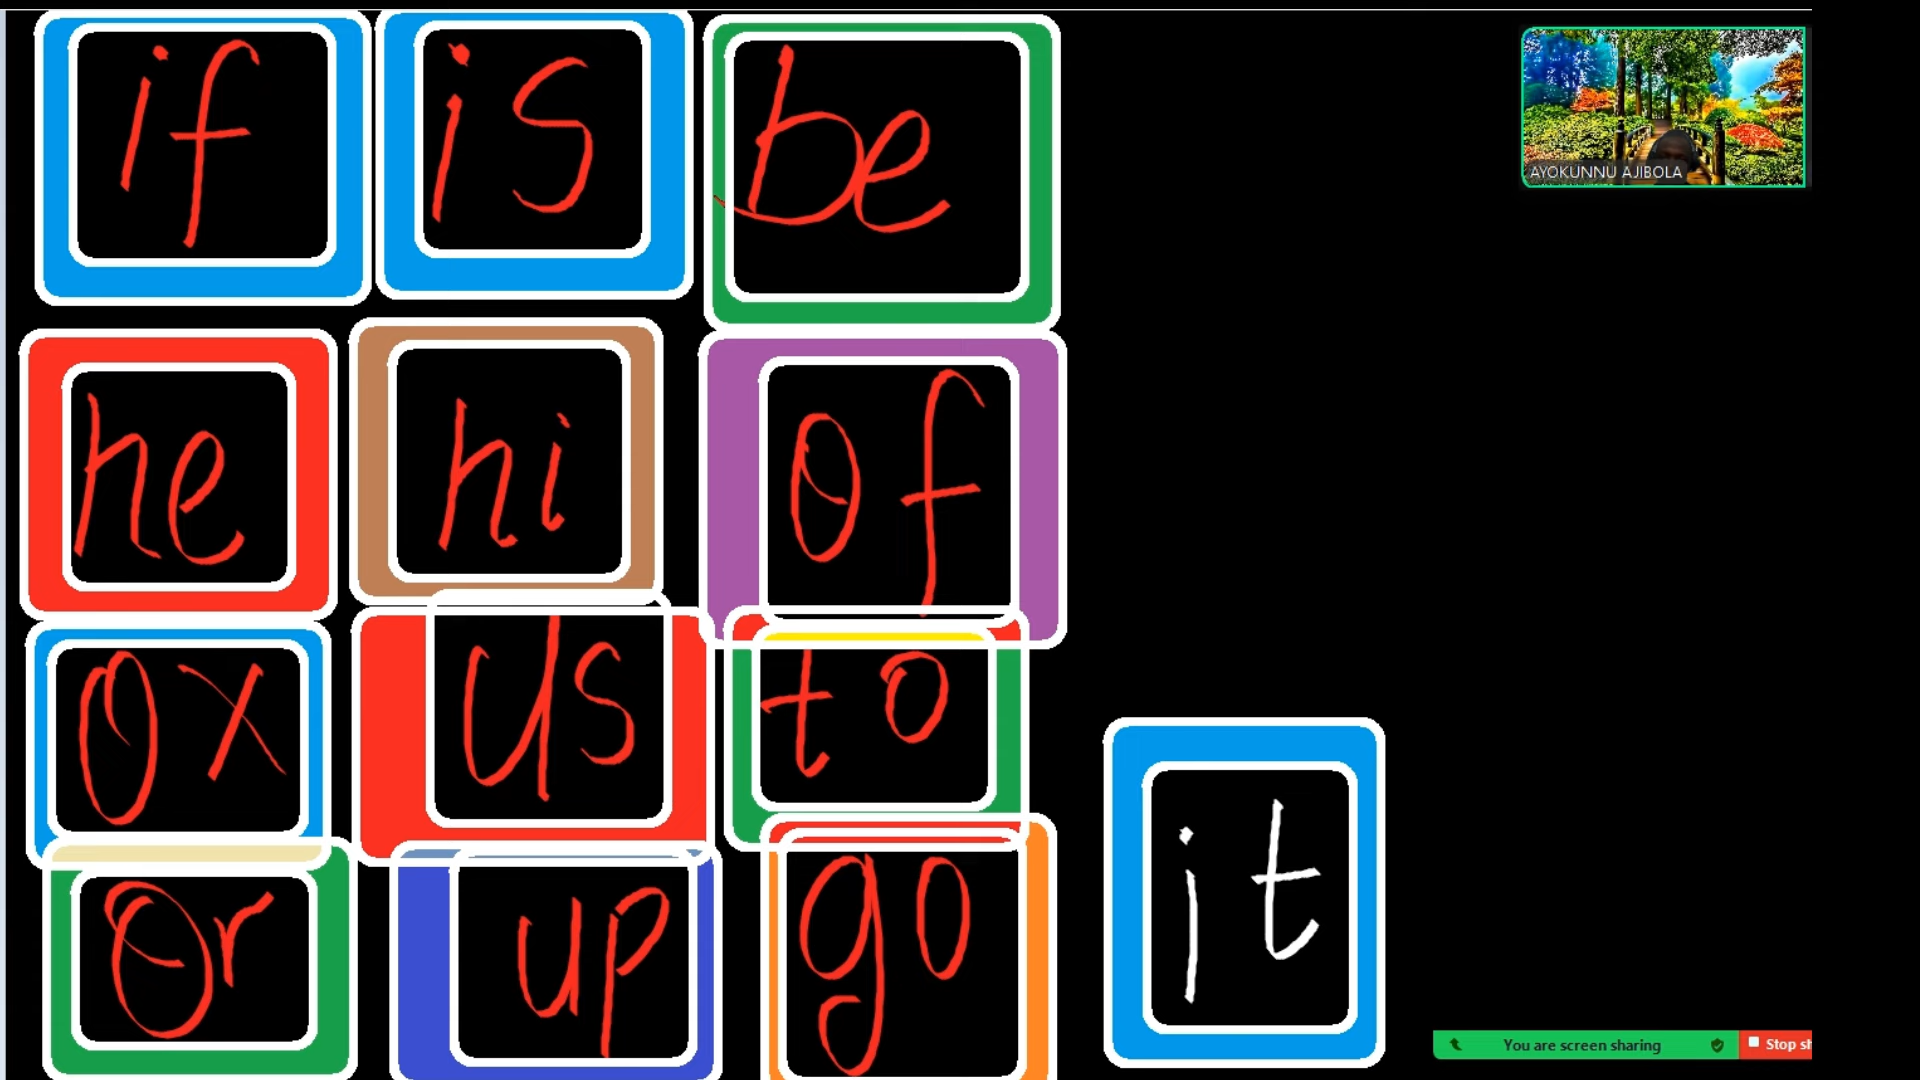 if is be
AYOKUNNU AJIBOLA
he hi of
ox us to
or up go it
You are screen sharing
Stop sh